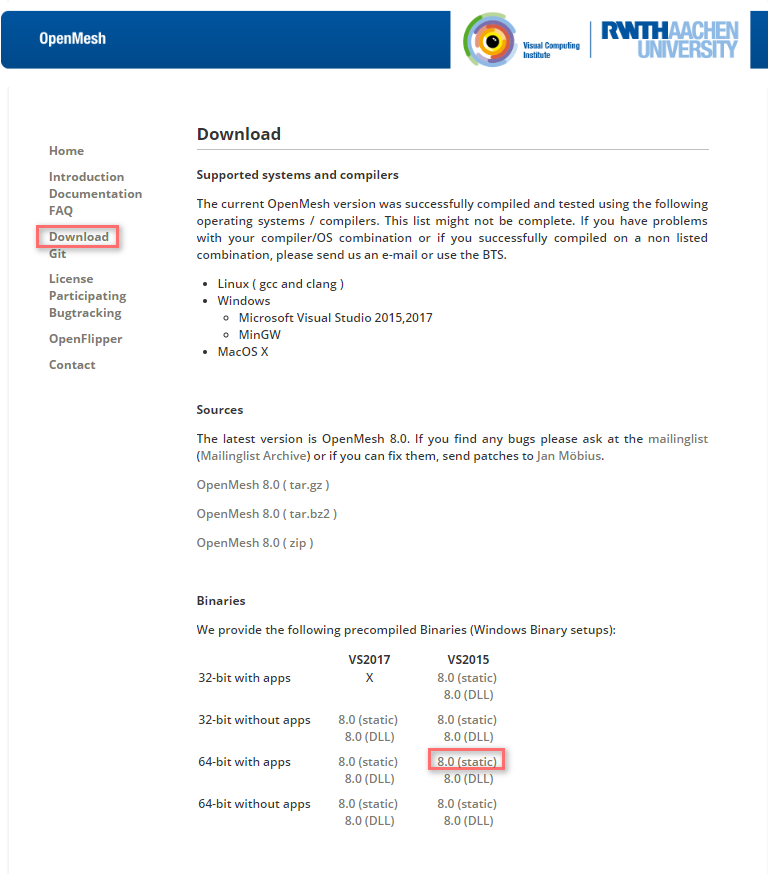 OpenMesh
Visual Computing
Institute
RWTHAACHEN
UNIVERSITY
Home
Introduction
Documentation
FAQ
Download
Git
License
Participating
Bugtracking
OpenFlipper
Contact
Download
Supported systems and compilers
The current OpenMesh version was successfully compiled and tested using the following
operating systems / compilers. This list might not be complete. If you have problems
with your compiler/OS combination or if you successfully compiled on a non listed
combination, please send us an e-mail or use the BTS.
Linux ( gcc and clang )
Windows
Microsoft Visual Studio 2015,2017
MinGW
MacOS X
Sources
The latest version is OpenMesh 8.0. If you find any bugs please ask at the mailinglist
(Mailinglist Archive) or if you can fix them, send patches to Jan Möbius.
OpenMesh 8.0 ( tar.gz )
OpenMesh 8.0 ( tar.bz2 )
OpenMesh 8.0 ( zip )
Binaries
We provide the following precompiled Binaries (Windows Binary setups):
VS2017 VS2015
32-bit with apps X 8.0 (static)
8.0 (DLL)
32-bit without apps 8.0 (static) 8.0 (static)
8.0 (DLL) 8.0 (DLL)
64-bit with apps 8.0 (static) 8.0 (static)
8.0 (DLL) 8.0 (DLL)
64-bit without apps 8.0 (static) 8.0 (static)
8.0 (DLL) 8.0 (DLL)